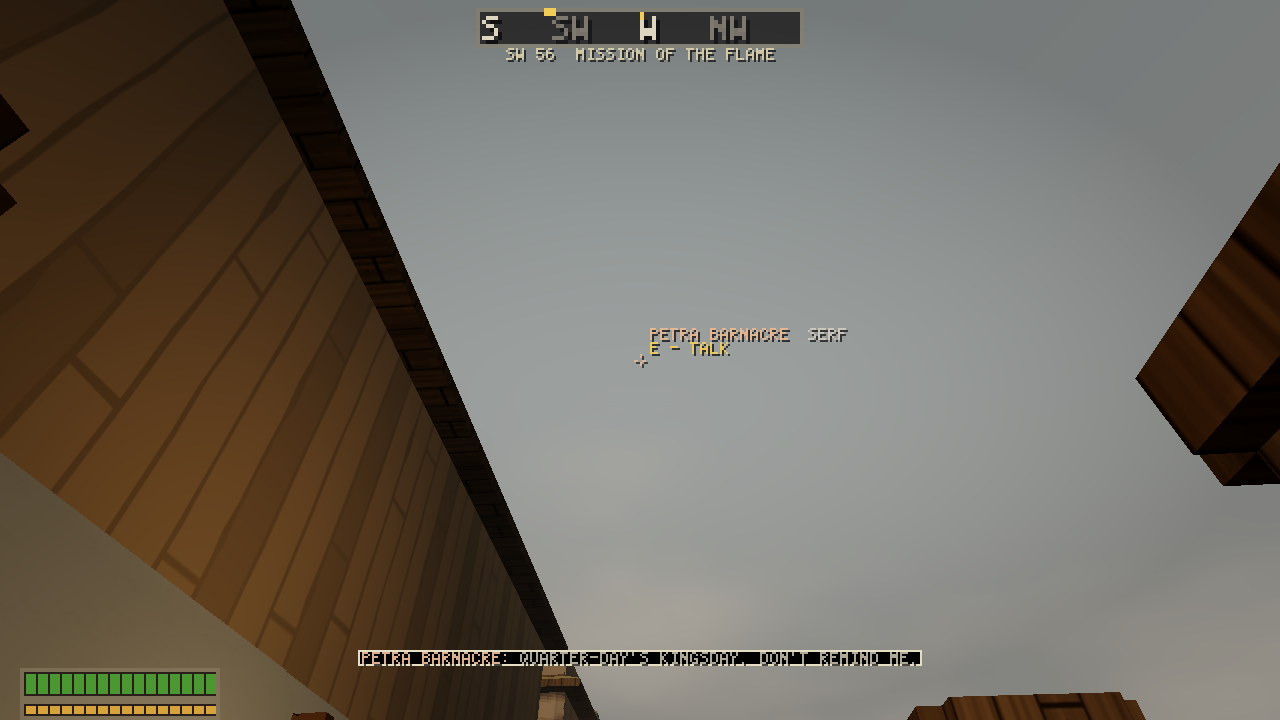 S SW W NW
SW 56 MISSION OF THE FLAME
PETRA BARNACRE SERF
E - TALK
PETRA BARNACRE: QUARTER-DAY'S KINGSDAY. DON'T REMIND ME.